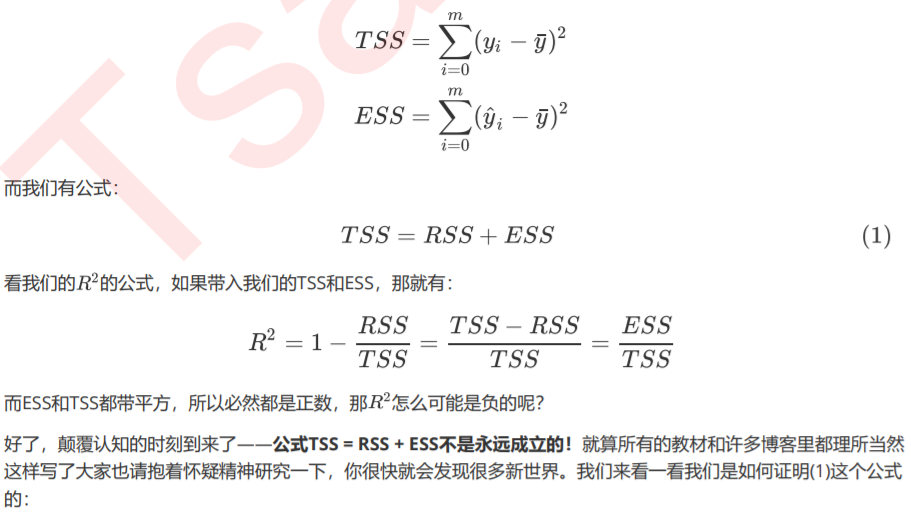 TSS = \sum_{i=0}^{m} (y_i - \bar{y})^2
ESS = \sum_{i=0}^{m} (\hat{y}_i - \bar{y})^2
而我们有公式：
TSS = RSS + ESS (1)
看我们的R^2的公式，如果带入我们的TSS和ESS，那就有：
R^2 = 1 - \frac{RSS}{TSS} = \frac{TSS - RSS}{TSS} = \frac{ESS}{TSS}
而ESS和TSS都带平方，所以必然都是正数，那R^2怎么可能是负的呢？
好了，颠覆认知的时刻到来了——公式TSS = RSS + ESS不是永远成立的！就算所有的教材和许多博客里都理所当然
这样写了大家也请抱着怀疑精神研究一下，你很快就会发现很多新世界。我们来看一看我们是如何证明(1)这个公式
的：